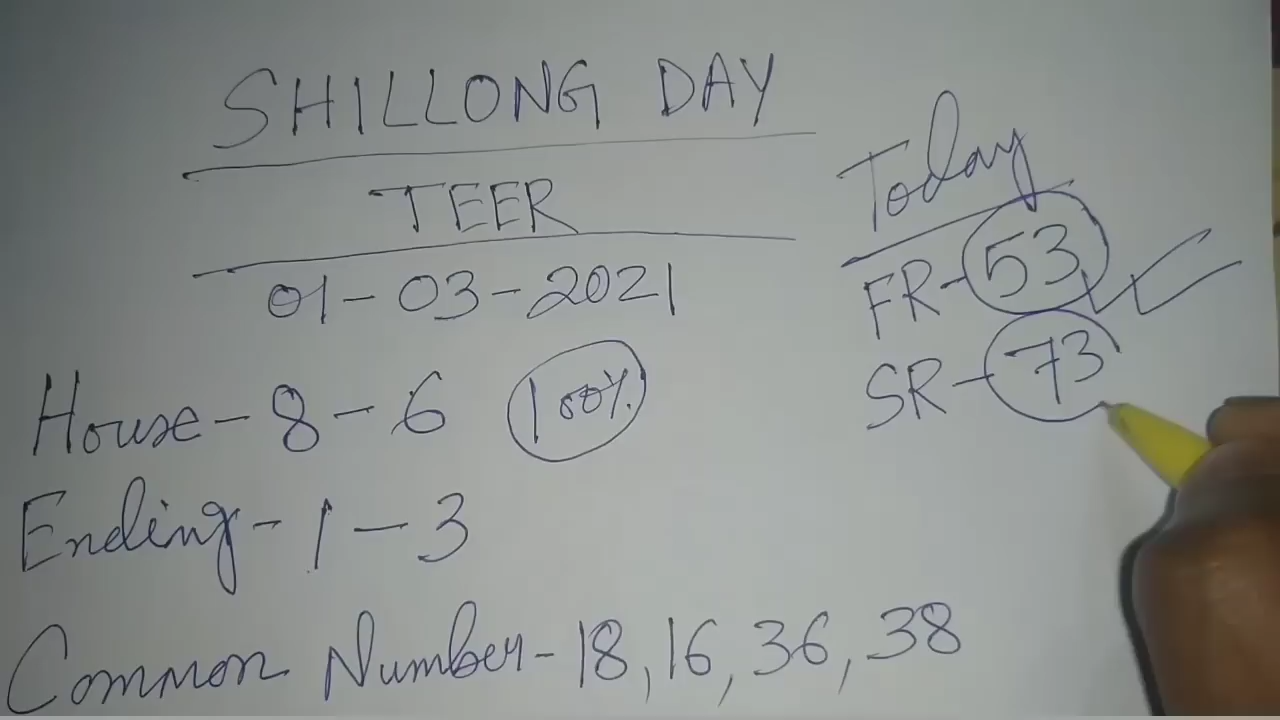 SHILLONG DAY
TEER
01-03-2021
House - 8 - 6 100%
Ending - 1 - 3
Common Number - 18, 16, 36, 38
Today
FR - 53
SR - 73